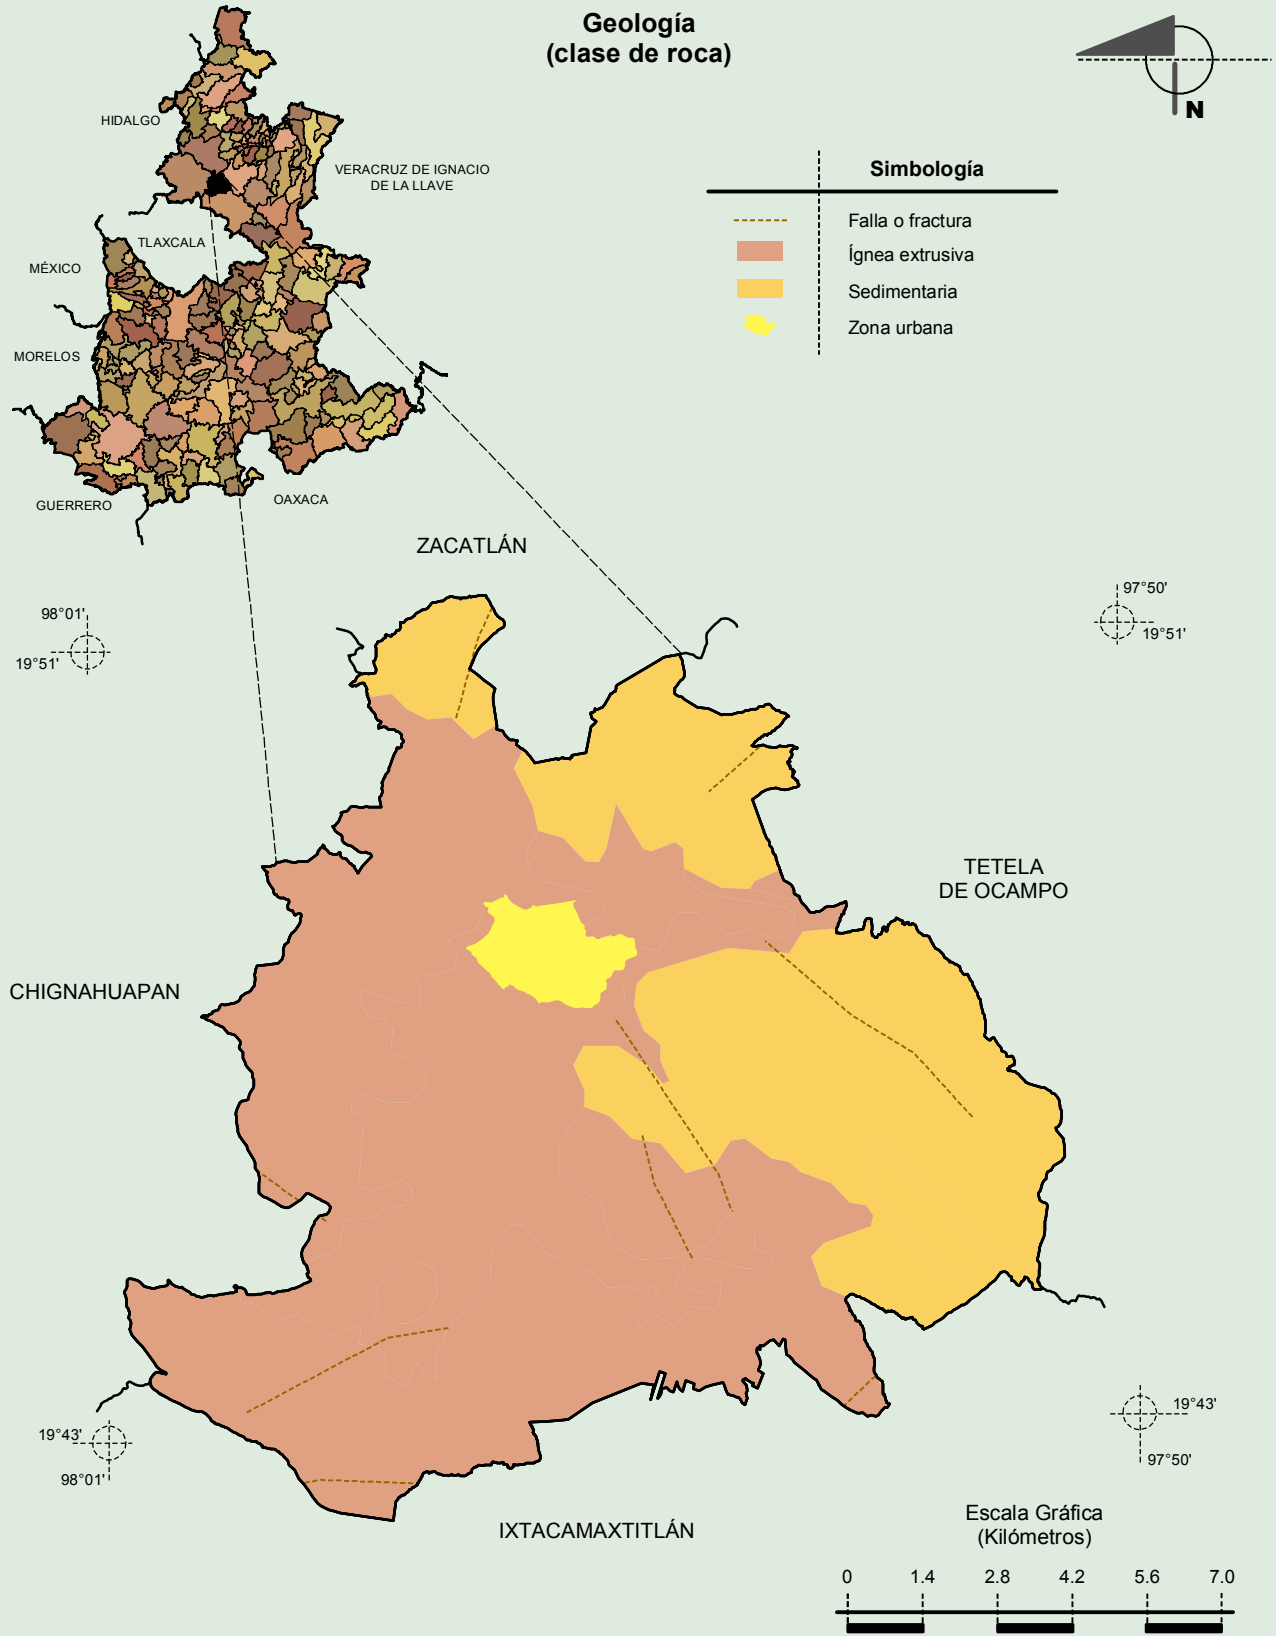 Geología
(clase de roca)
N
Simbología
Falla o fractura
Ígnea extrusiva
Sedimentaria
Zona urbana
HIDALGO
VERACRUZ DE IGNACIO
DE LA LLAVE
TLAXCALA
MÉXICO
MORELOS
GUERRERO
OAXACA
ZACATLÁN
98°01'
19°51'
97°50'
19°51'
TETELA
DE OCAMPO
CHIGNAHUAPAN
19°43'
98°01'
19°43'
97°50'
IXTACAMAXTITLÁN
Escala Gráfica
(Kilómetros)
0 1.4 2.8 4.2 5.6 7.0